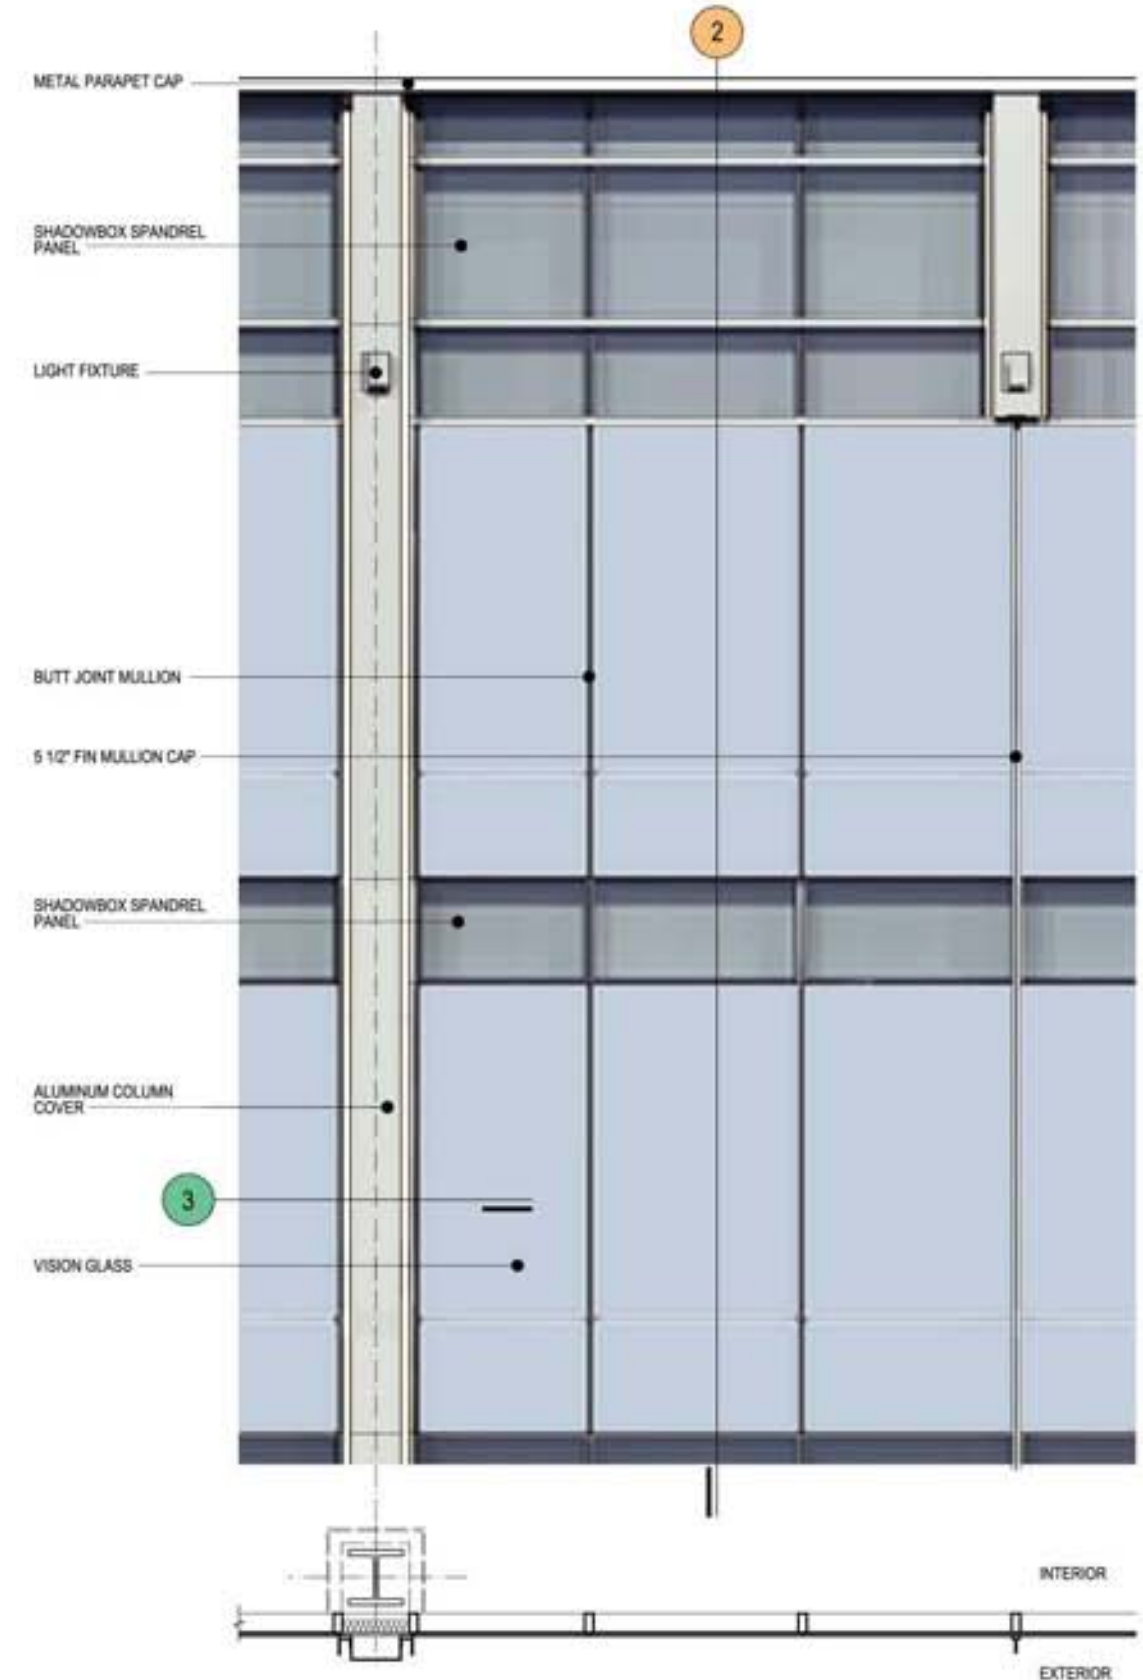 2
METAL PARAPET CAP
SHADOWBOX SPANDREL
PANEL
LIGHT FIXTURE
BUTT JOINT MULLION
5 1/2" FIN MULLION CAP
SHADOWBOX SPANDREL
PANEL
ALUMINUM COLUMN
COVER
3
VISION GLASS
INTERIOR
EXTERIOR